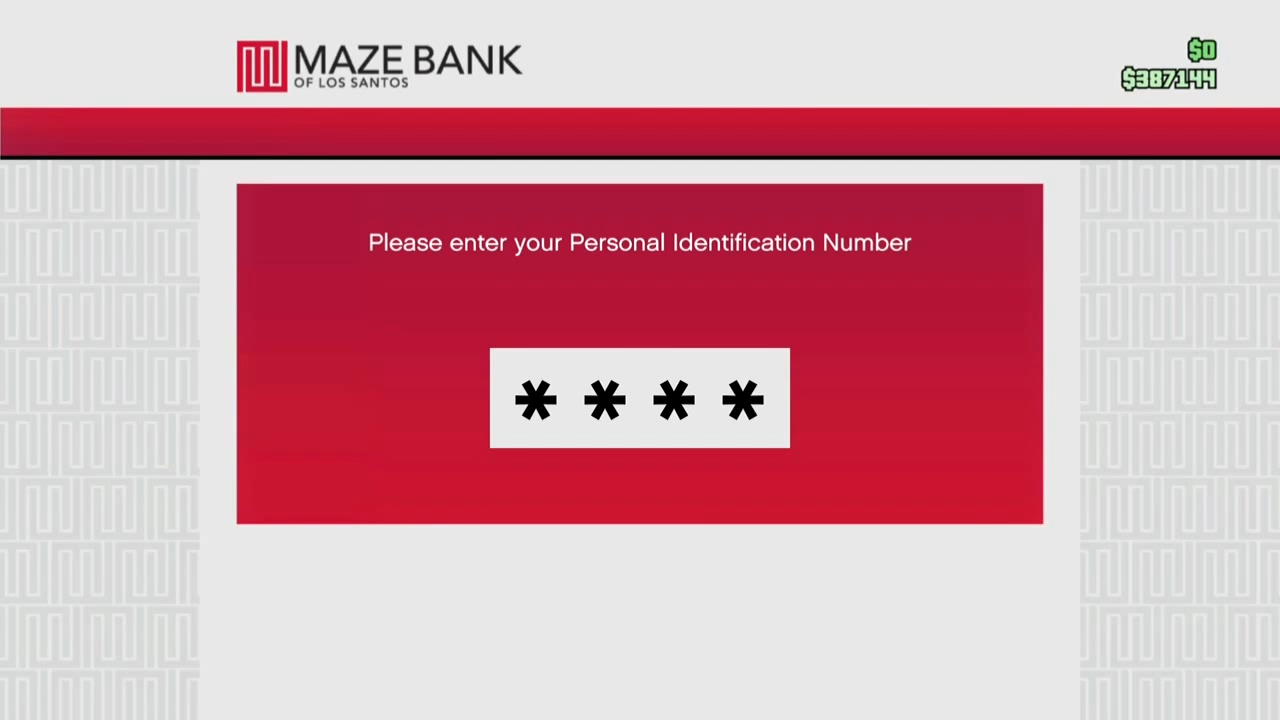 MAZE BANK
OF LOS SANTOS
$0
$387144
Please enter your Personal Identification Number
* * * *